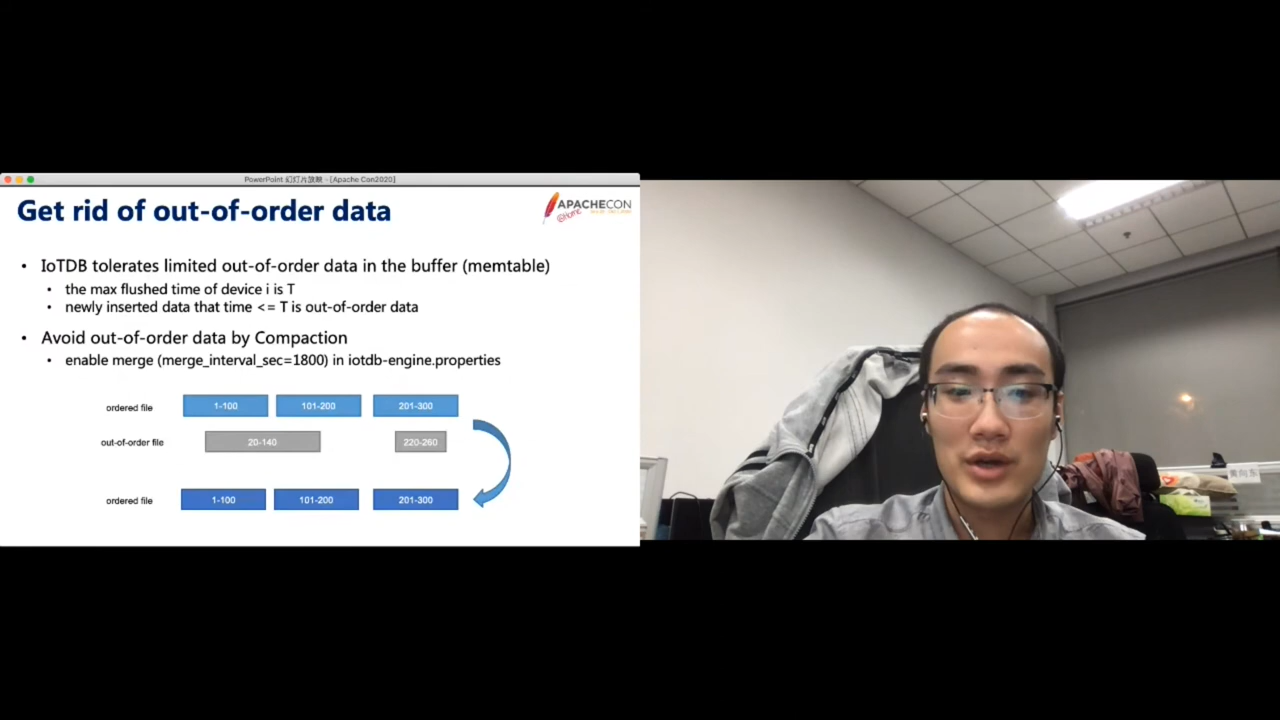 PowerPoint 幻灯片放映 - [Apache Con2020]
Get rid of out-of-order data
APACHECON
@Home
• IoTDB tolerates limited out-of-order data in the buffer (memtable)
• the max flushed time of device i is T
• newly inserted data that time <= T is out-of-order data
• Avoid out-of-order data by Compaction
• enable merge (merge_interval_sec=1800) in iotdb-engine.properties
ordered file 1-100 101-200 201-300
out-of-order file 20-140 220-260
ordered file 1-100 101-200 201-300
黄向东